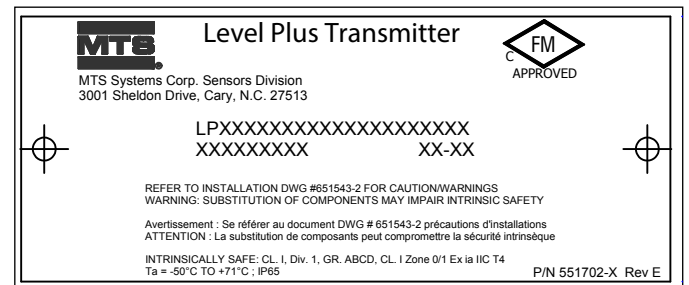 MTS
Level Plus Transmitter
FM
C
APPROVED
MTS Systems Corp. Sensors Division
3001 Sheldon Drive, Cary, N.C. 27513
LPXXXXXXXXXXXXXXXXXXXXX
XXXXXXXXX XX-XX
REFER TO INSTALLATION DWG #651543-2 FOR CAUTION/WARNINGS
WARNING: SUBSTITUTION OF COMPONENTS MAY IMPAIR INTRINSIC SAFETY
Avertissement : Se référer au document DWG # 651543-2 précautions d'installations
ATTENTION : La substitution de composants peut compromettre la sécurité intrinsèque
INTRINSICALLY SAFE: CL. I, Div. 1, GR. ABCD, CL. I Zone 0/1 Ex ia IIC T4
Ta = -50°C TO +71°C ; IP65
P/N 551702-X Rev E